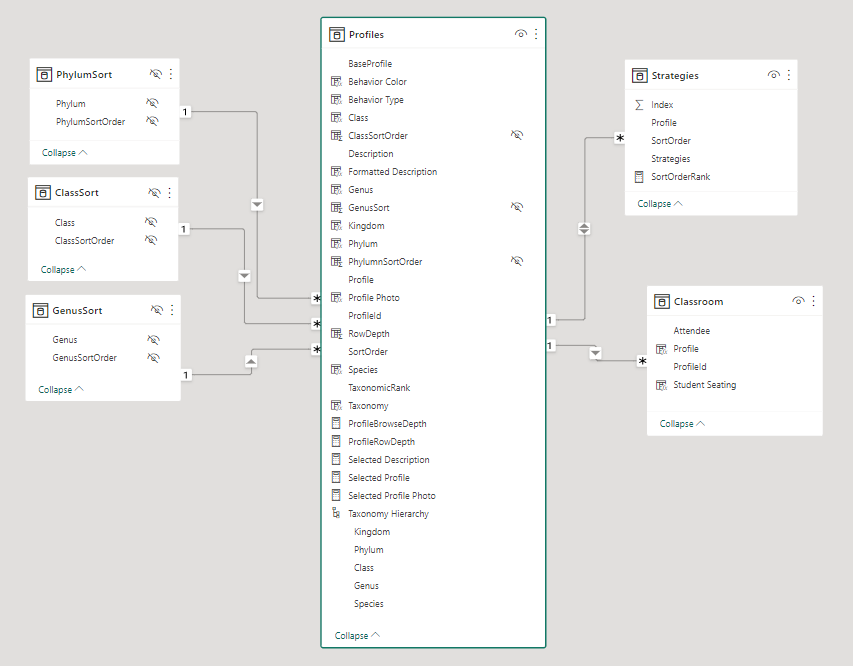 PhylumSort
Phylum
PhylumSortOrder
Collapse
1
ClassSort
Class
ClassSortOrder
Collapse
1
GenusSort
Genus
GenusSortOrder
Collapse
1
Profiles
BaseProfile
Behavior Color
Behavior Type
Class
ClassSortOrder
Description
Formatted Description
Genus
GenusSort
Kingdom
Phylum
PhylumnSortOrder
Profile
Profile Photo
ProfileId
RowDepth
SortOrder
Species
TaxonomicRank
Taxonomy
ProfileBrowseDepth
ProfileRowDepth
Selected Description
Selected Profile
Selected Profile Photo
Taxonomy Hierarchy
Kingdom
Phylum
Class
Genus
Species
Collapse
*
*
*
1
1
Strategies
Index
Profile
SortOrder
Strategies
SortOrderRank
Collapse
*
Classroom
Attendee
Profile
ProfileId
Student Seating
Collapse
*